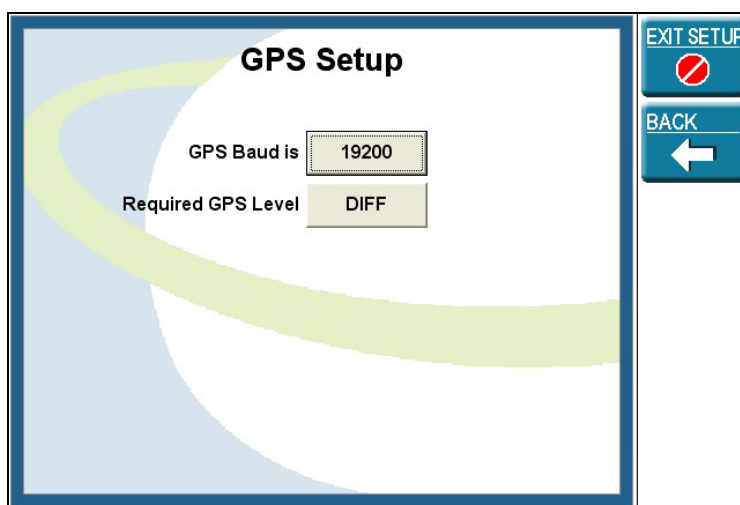 GPS Setup
GPS Baud is 19200
Required GPS Level DIFF
EXIT SETUP
BACK